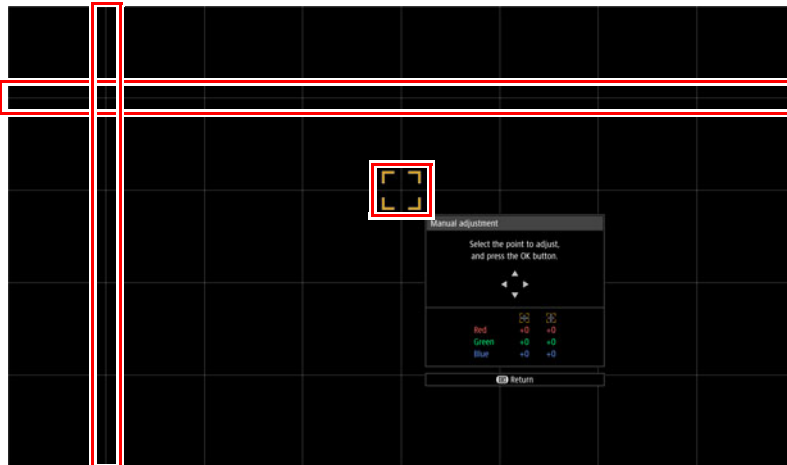 Manual adjustment
Select the point to adjust,
and press the OK button.
Red +0 +0
Green +0 +0
Blue +0 +0
Return